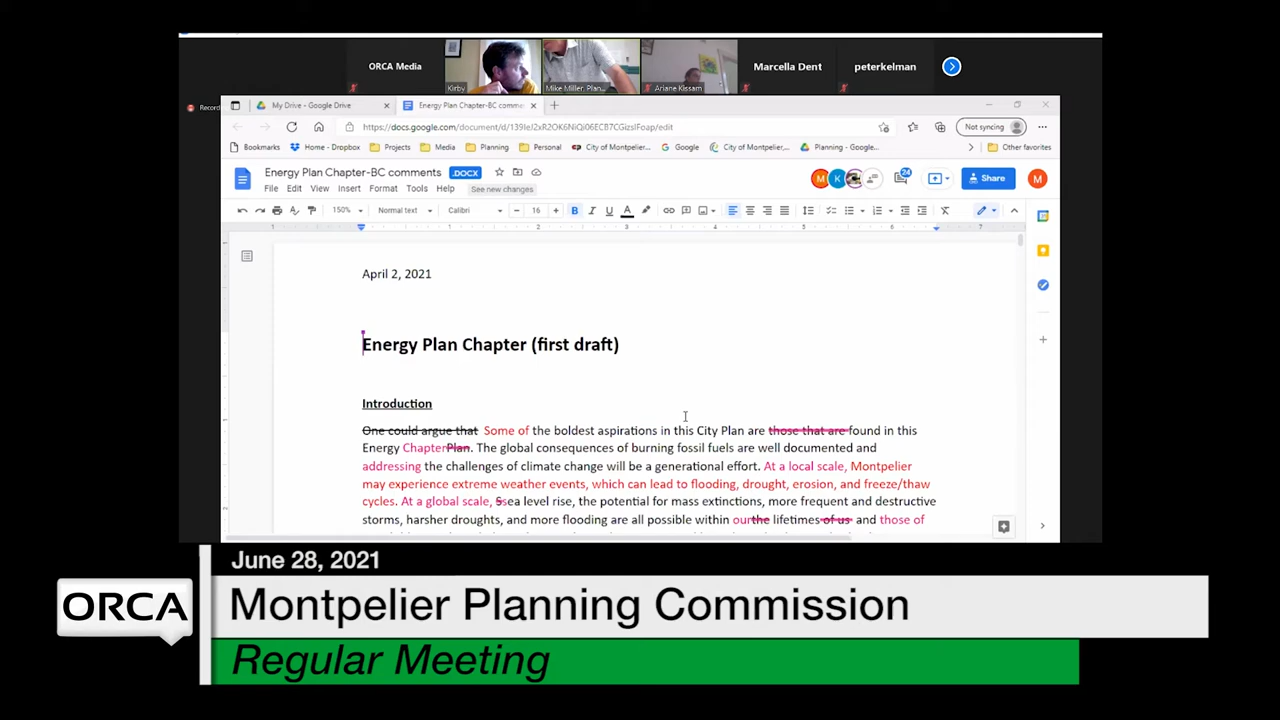 ORCA Media
Kirby
Mike Miller, Plan...
Ariane Kissam
Marcella Dent
peterkelman
Record
My Drive - Google Drive
Energy Plan Chapter-BC comme
https://docs.google.com/document/d/139IeJ2xR2OK6NiQi06ECB7CGizslFoap/edit
Not syncing
Bookmarks
Home - Dropbox
Projects
Media
Planning
Personal
City of Montpelier...
Google
City of Montpelier,...
Planning - Google...
Other favorites
Energy Plan Chapter-BC comments
.DOCX
24
Share
M
K
M
File Edit View Insert Format Tools Help
See new changes
150%
Normal text
Calibri
16
B I U A
April 2, 2021
Energy Plan Chapter (first draft)
Introduction
One could argue that Some of the boldest aspirations in this City Plan are those that are found in this
Energy ChapterPlan. The global consequences of burning fossil fuels are well documented and
addressing the challenges of climate change will be a generational effort. At a local scale, Montpelier
may experience extreme weather events, which can lead to flooding, drought, erosion, and freeze/thaw
cycles. At a global scale, Ssea level rise, the potential for mass extinctions, more frequent and destructive
storms, harsher droughts, and more flooding are all possible within ourthe lifetimes of us and those of
June 28, 2021
ORCA
Montpelier Planning Commission
Regular Meeting